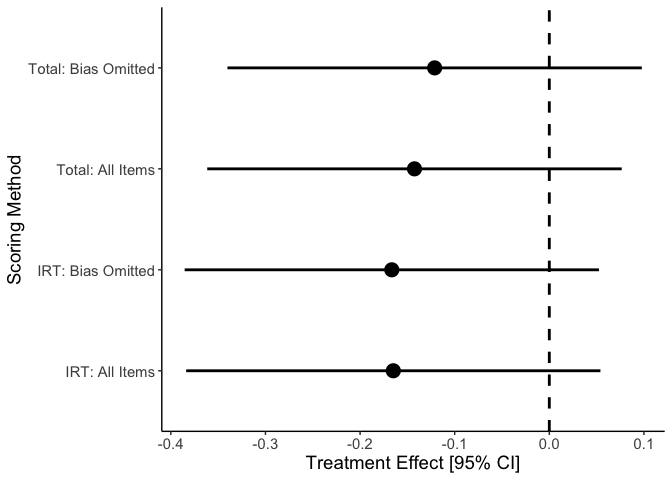 Total: Bias Omitted
Total: All Items
IRT: Bias Omitted
IRT: All Items
Scoring Method
-0.4 -0.3 -0.2 -0.1 0.0 0.1
Treatment Effect [95% CI]